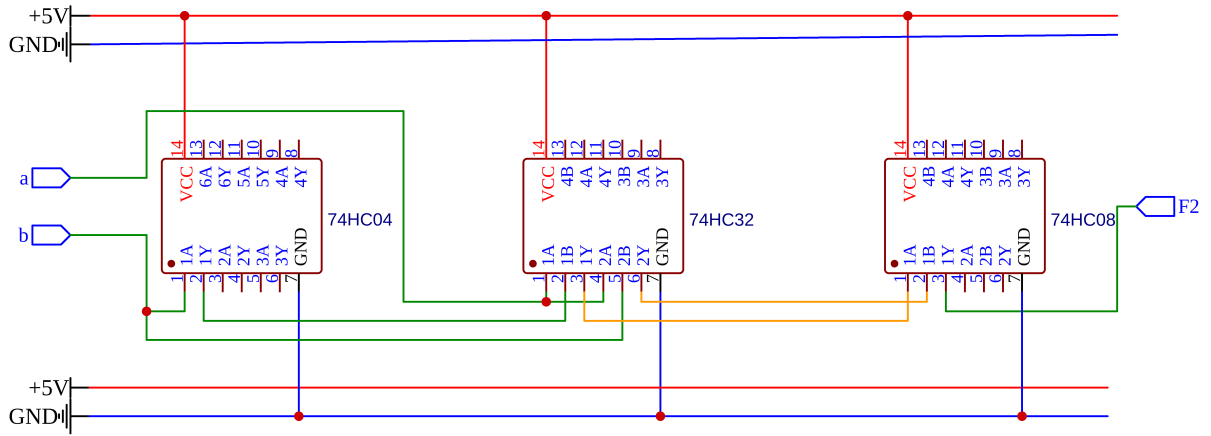 +5V
GND
14 13 12 11 10 9 8
VCC 6A 6Y 5A 5Y 4A 4Y
1A 1Y 2A 2Y 3A 3Y GND
1 2 3 4 5 6 7
74HC04
14 13 12 11 10 9 8
VCC 4B 4A 4Y 3B 3A 3Y
1A 1B 1Y 2A 2B 2Y GND
1 2 3 4 5 6 7
74HC32
14 13 12 11 10 9 8
VCC 4B 4A 4Y 3B 3A 3Y
1A 1B 1Y 2A 2B 2Y GND
1 2 3 4 5 6 7
74HC08
a
b
F2
+5V
GND